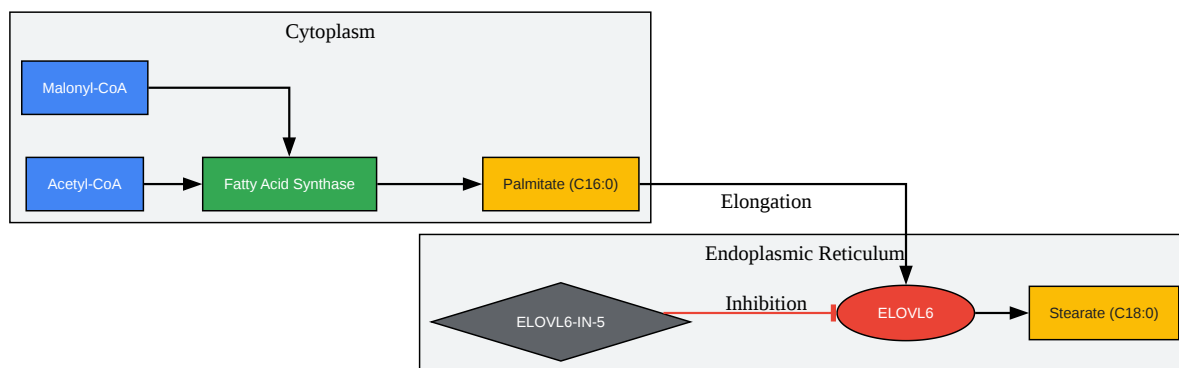 Cytoplasm
Malonyl-CoA
Acetyl-CoA
Fatty Acid Synthase
Palmitate (C16:0)
Elongation
Endoplasmic Reticulum
ELOVL6-IN-5
Inhibition
ELOVL6
Stearate (C18:0)